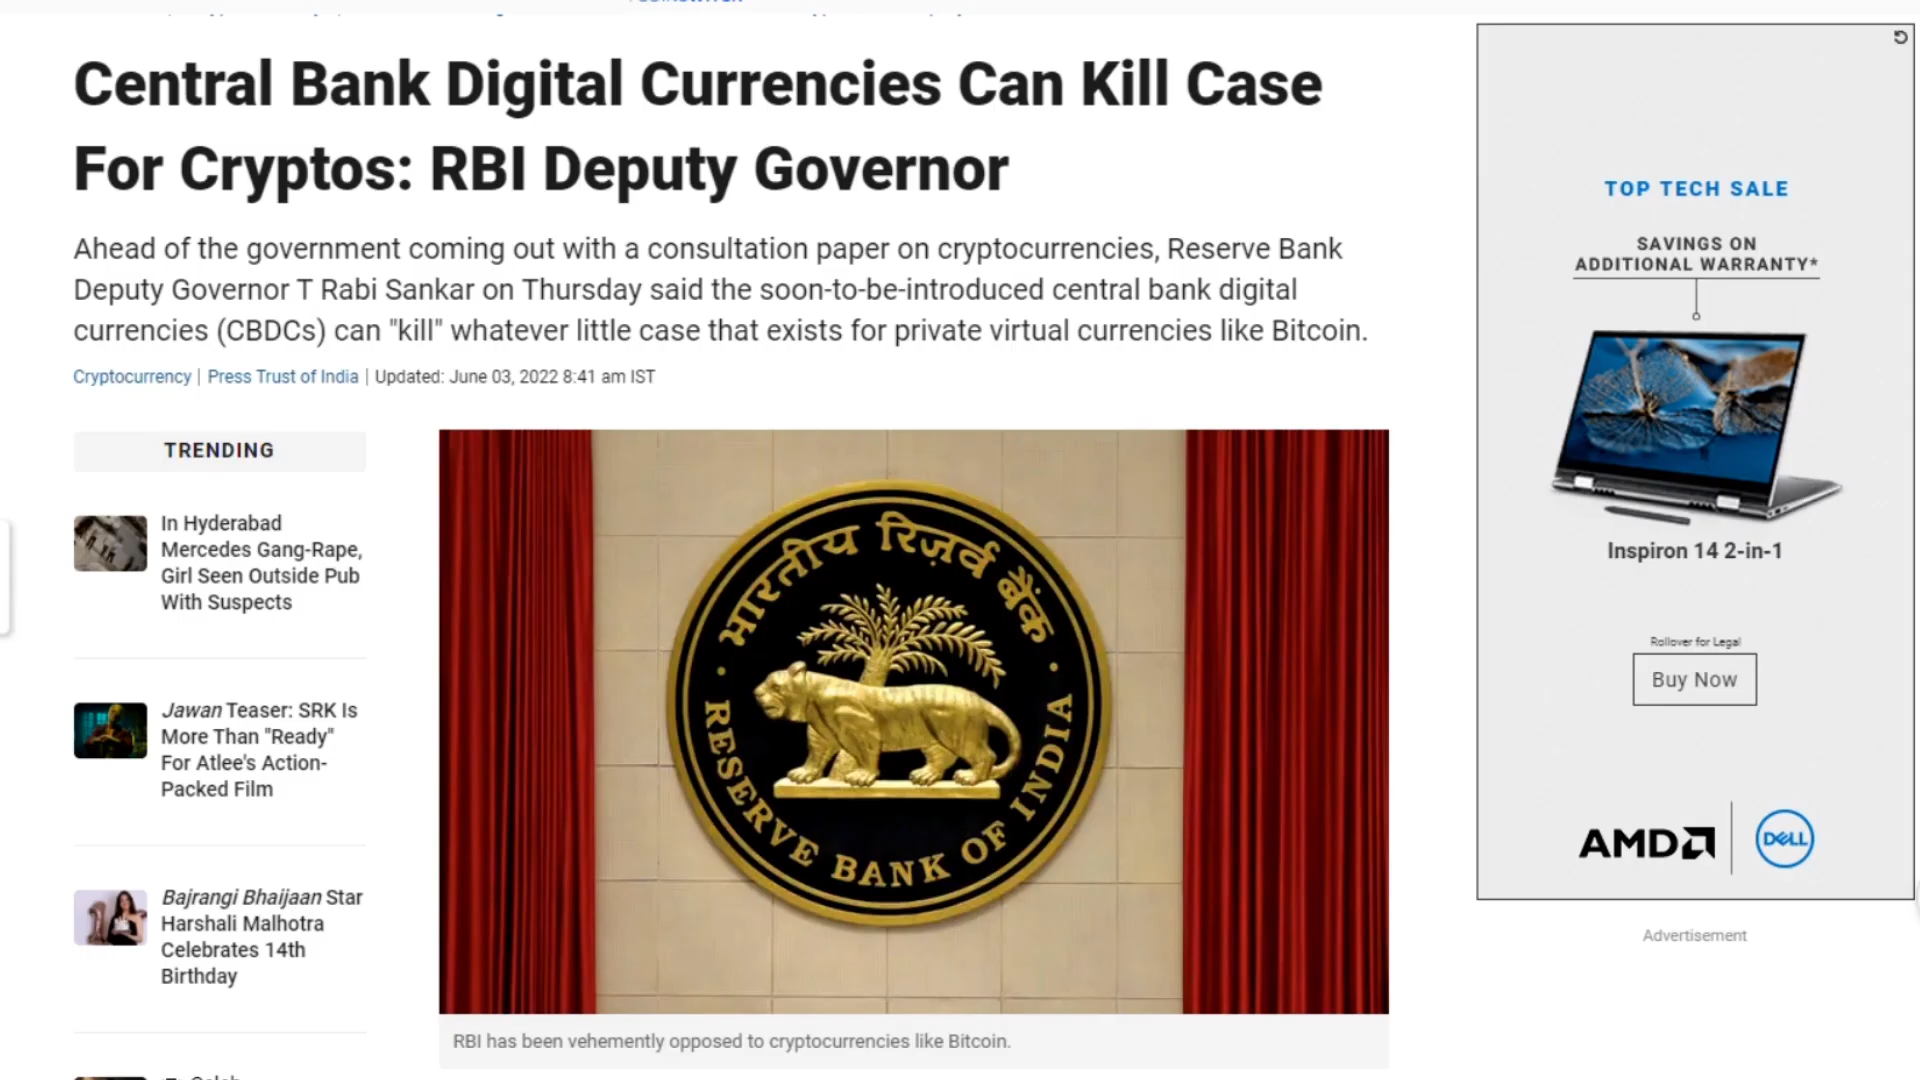 Central Bank Digital Currencies Can Kill Case
For Cryptos: RBI Deputy Governor
Ahead of the government coming out with a consultation paper on cryptocurrencies, Reserve Bank
Deputy Governor T Rabi Sankar on Thursday said the soon-to-be-introduced central bank digital
currencies (CBDCs) can "kill" whatever little case that exists for private virtual currencies like Bitcoin.
Cryptocurrency | Press Trust of India | Updated: June 03, 2022 8:41 am IST
TRENDING
In Hyderabad
Mercedes Gang-Rape,
Girl Seen Outside Pub
With Suspects
Jawan Teaser: SRK Is
More Than "Ready"
For Atlee's Action-
Packed Film
Bajrangi Bhaijaan Star
Harshali Malhotra
Celebrates 14th
Birthday
भारतीय रिज़र्व बैंक
RESERVE BANK OF INDIA
RBI has been vehemently opposed to cryptocurrencies like Bitcoin.
TOP TECH SALE
SAVINGS ON
ADDITIONAL WARRANTY*
Inspiron 14 2-in-1
Rollover for Legal
Buy Now
AMD
DELL
Advertisement